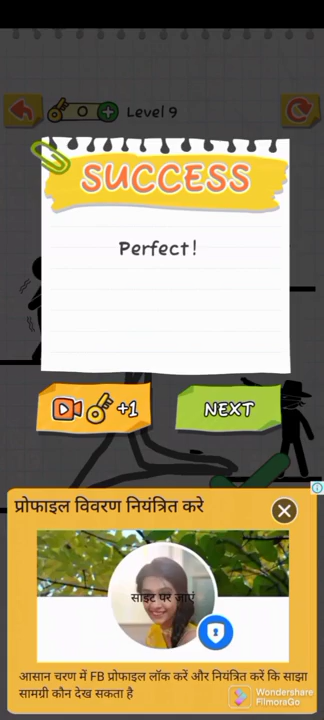 0
Level 9
SUCCESS
Perfect!
+1
NEXT
प्रोफाइल विवरण नियंत्रित करे
साइट पर जाएं
आसान चरण में FB प्रोफाइल लॉक करें और नियंत्रित करें कि साझा
सामग्री कौन देख सकता है
Wondershare
FilmoraGo